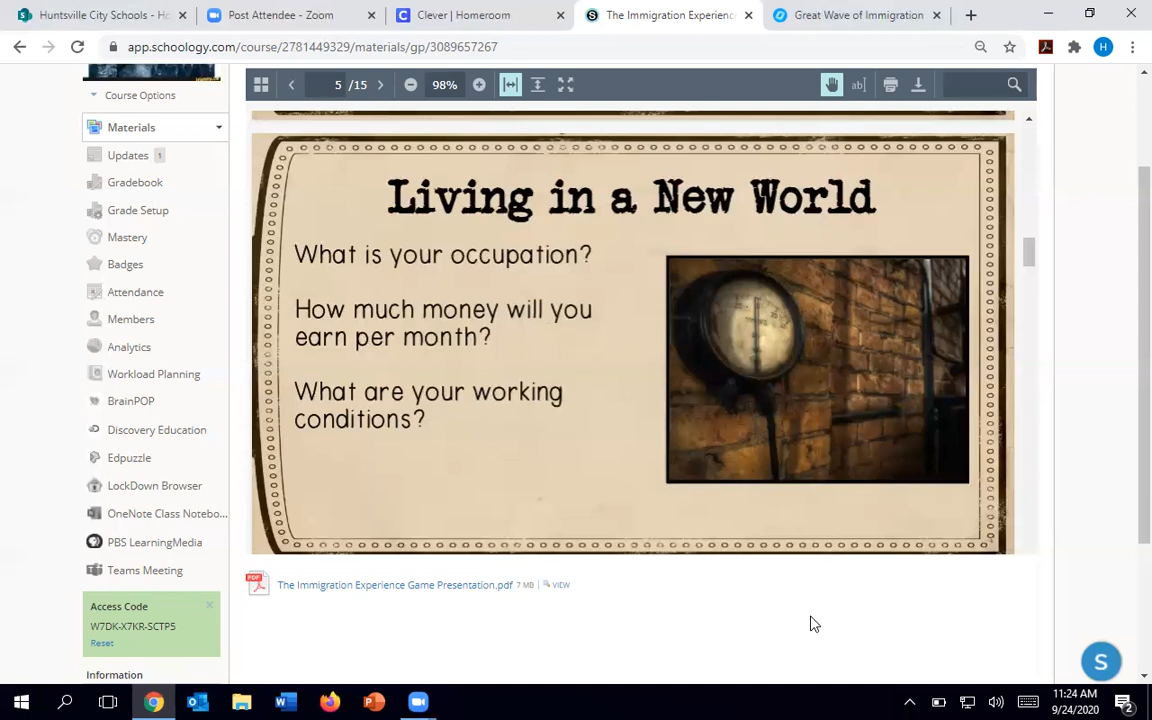 Huntsville City Schools - Ho
Post Attendee - Zoom
Clever | Homeroom
The Immigration Experienc
Great Wave of Immigration
app.schoology.com/course/2781449329/materials/gp/3089657267
H
Course Options
5 /15
98%
ab|
Materials
Updates 1
Gradebook
Grade Setup
Mastery
Badges
Attendance
Members
Analytics
Workload Planning
BrainPOP
Discovery Education
Edpuzzle
LockDown Browser
OneNote Class Notebo...
PBS LearningMedia
Teams Meeting
Access Code
W7DK-X7KR-SCTP5
Reset
Information
Living in a New World
What is your occupation?
How much money will you
earn per month?
What are your working
conditions?
PDF
The Immigration Experience Game Presentation.pdf 7 MB | VIEW
S
11:24 AM
9/24/2020
2